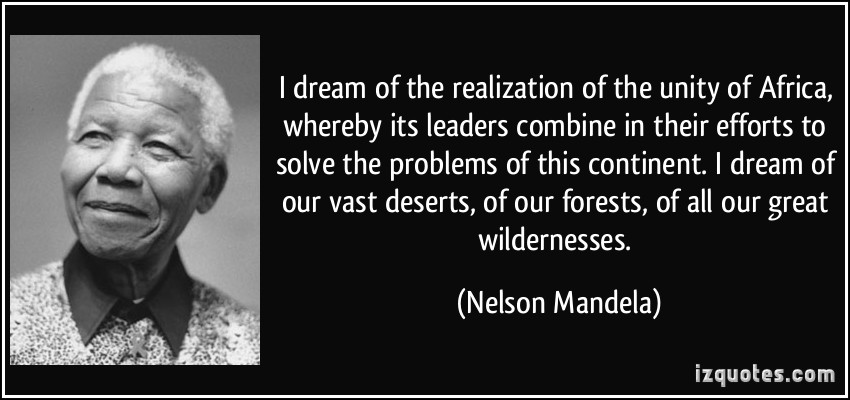 I dream of the realization of the unity of Africa,
whereby its leaders combine in their efforts to
solve the problems of this continent. I dream of
our vast deserts, of our forests, of all our great
wildernesses.
(Nelson Mandela)
izquotes.com